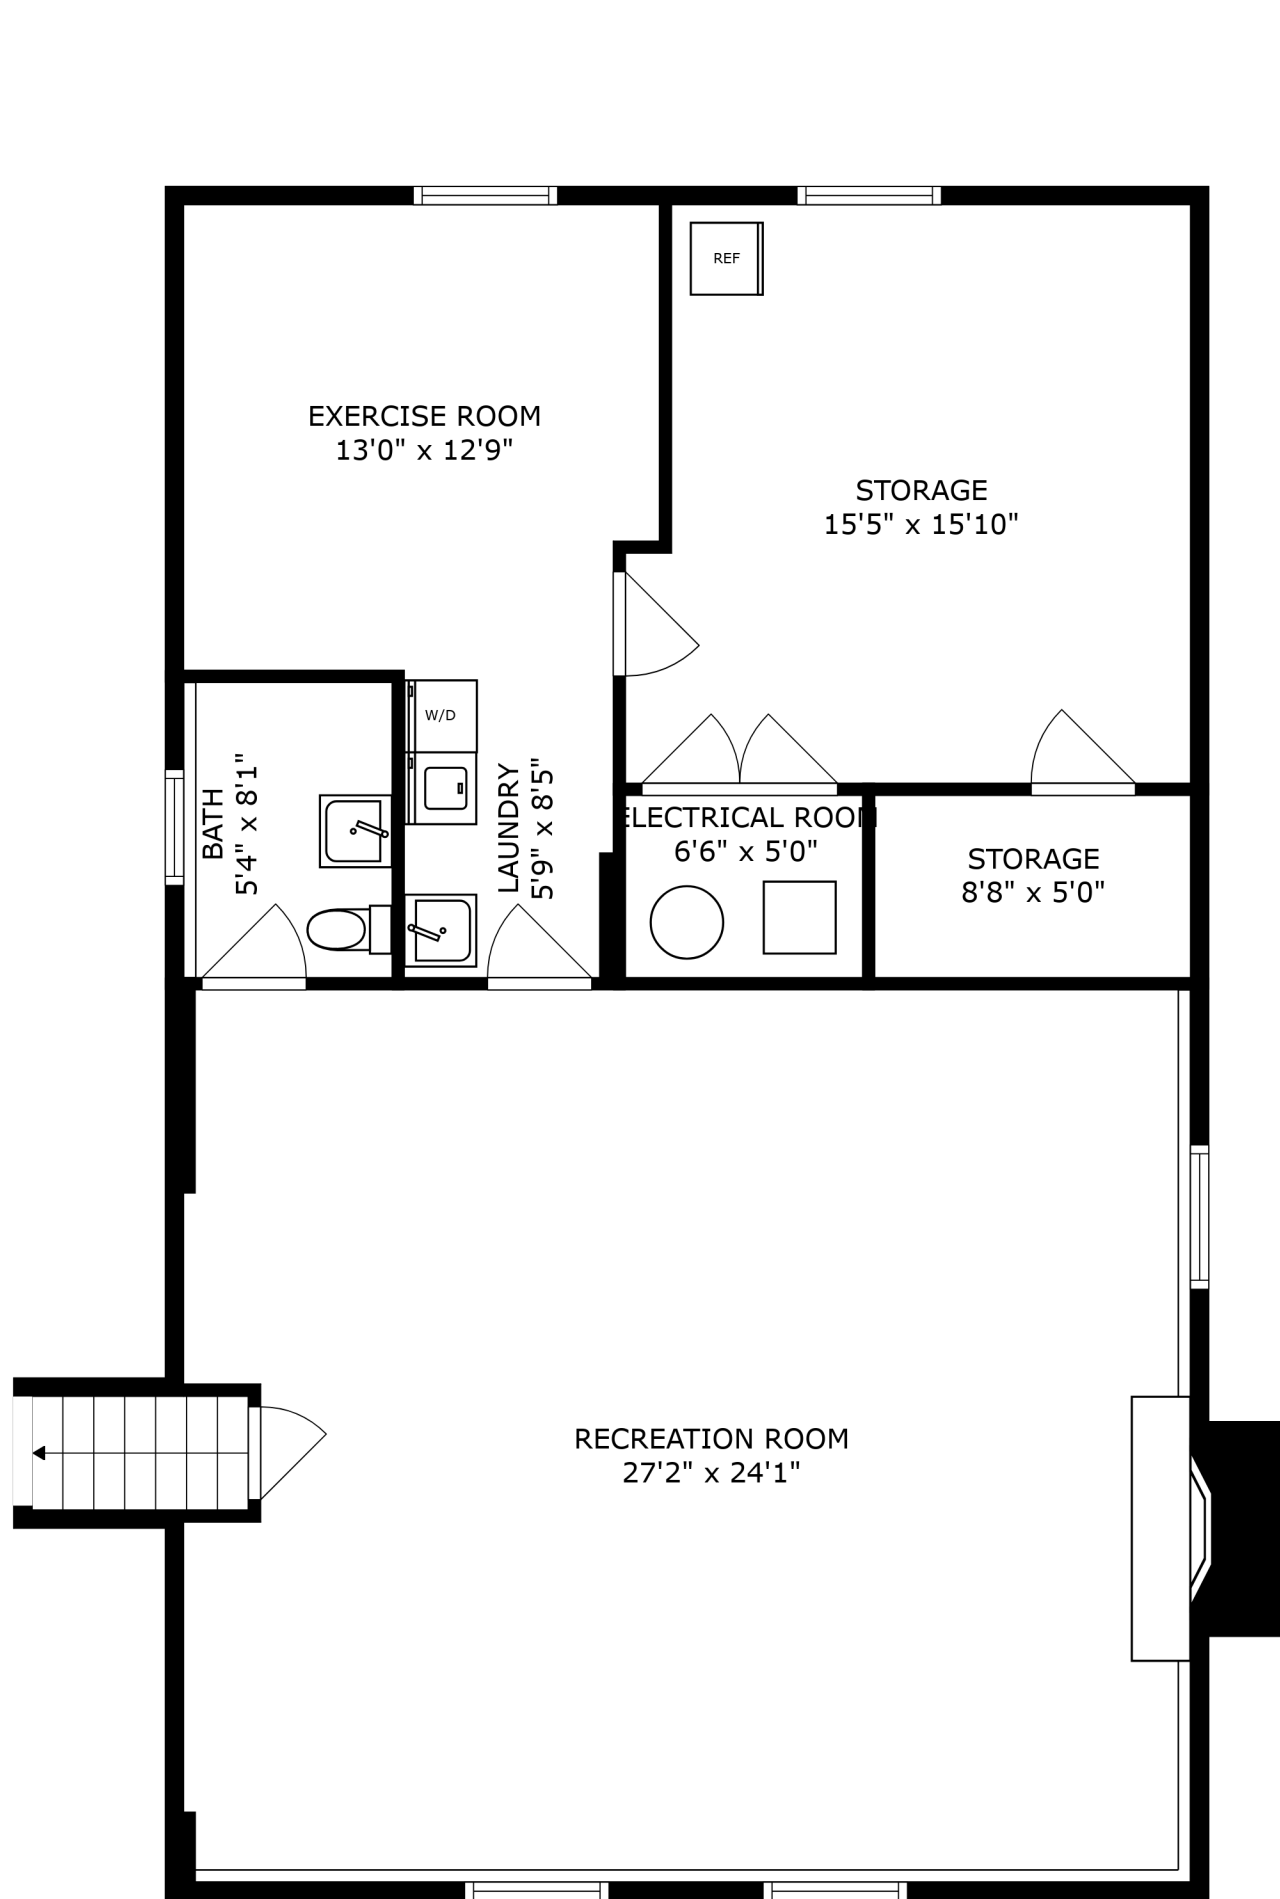 REF
EXERCISE ROOM
13'0" x 12'9"
STORAGE
15'5" x 15'10"
W/D
BATH
5'4" x 8'1"
LAUNDRY
5'9" x 8'5"
ELECTRICAL ROOM
6'6" x 5'0"
STORAGE
8'8" x 5'0"
RECREATION ROOM
27'2" x 24'1"